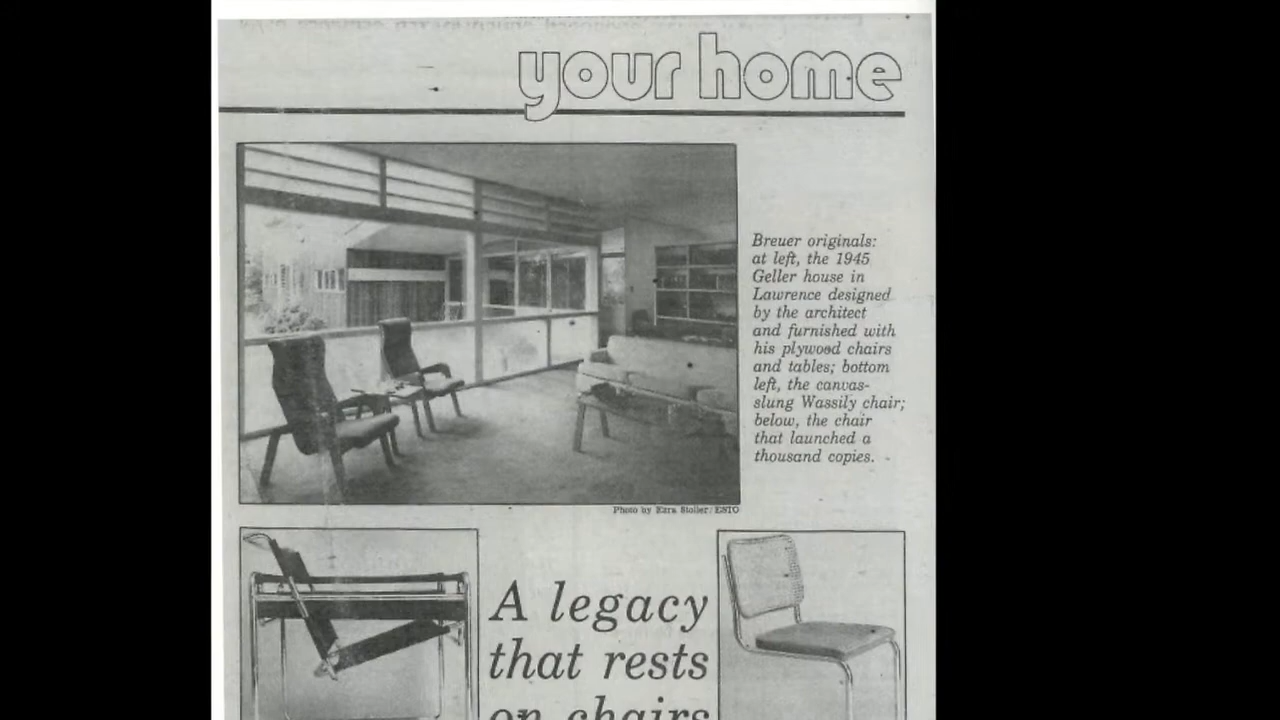 your home
Breuer originals:
at left, the 1945
Geller house in
Lawrence designed
by the architect
and furnished with
his plywood chairs
and tables; bottom
left, the canvas-
slung Wassily chair;
below, the chair
that launched a
thousand copies.
Photo by Ezra Stoller/ESTO
A legacy
that rests
on chairs